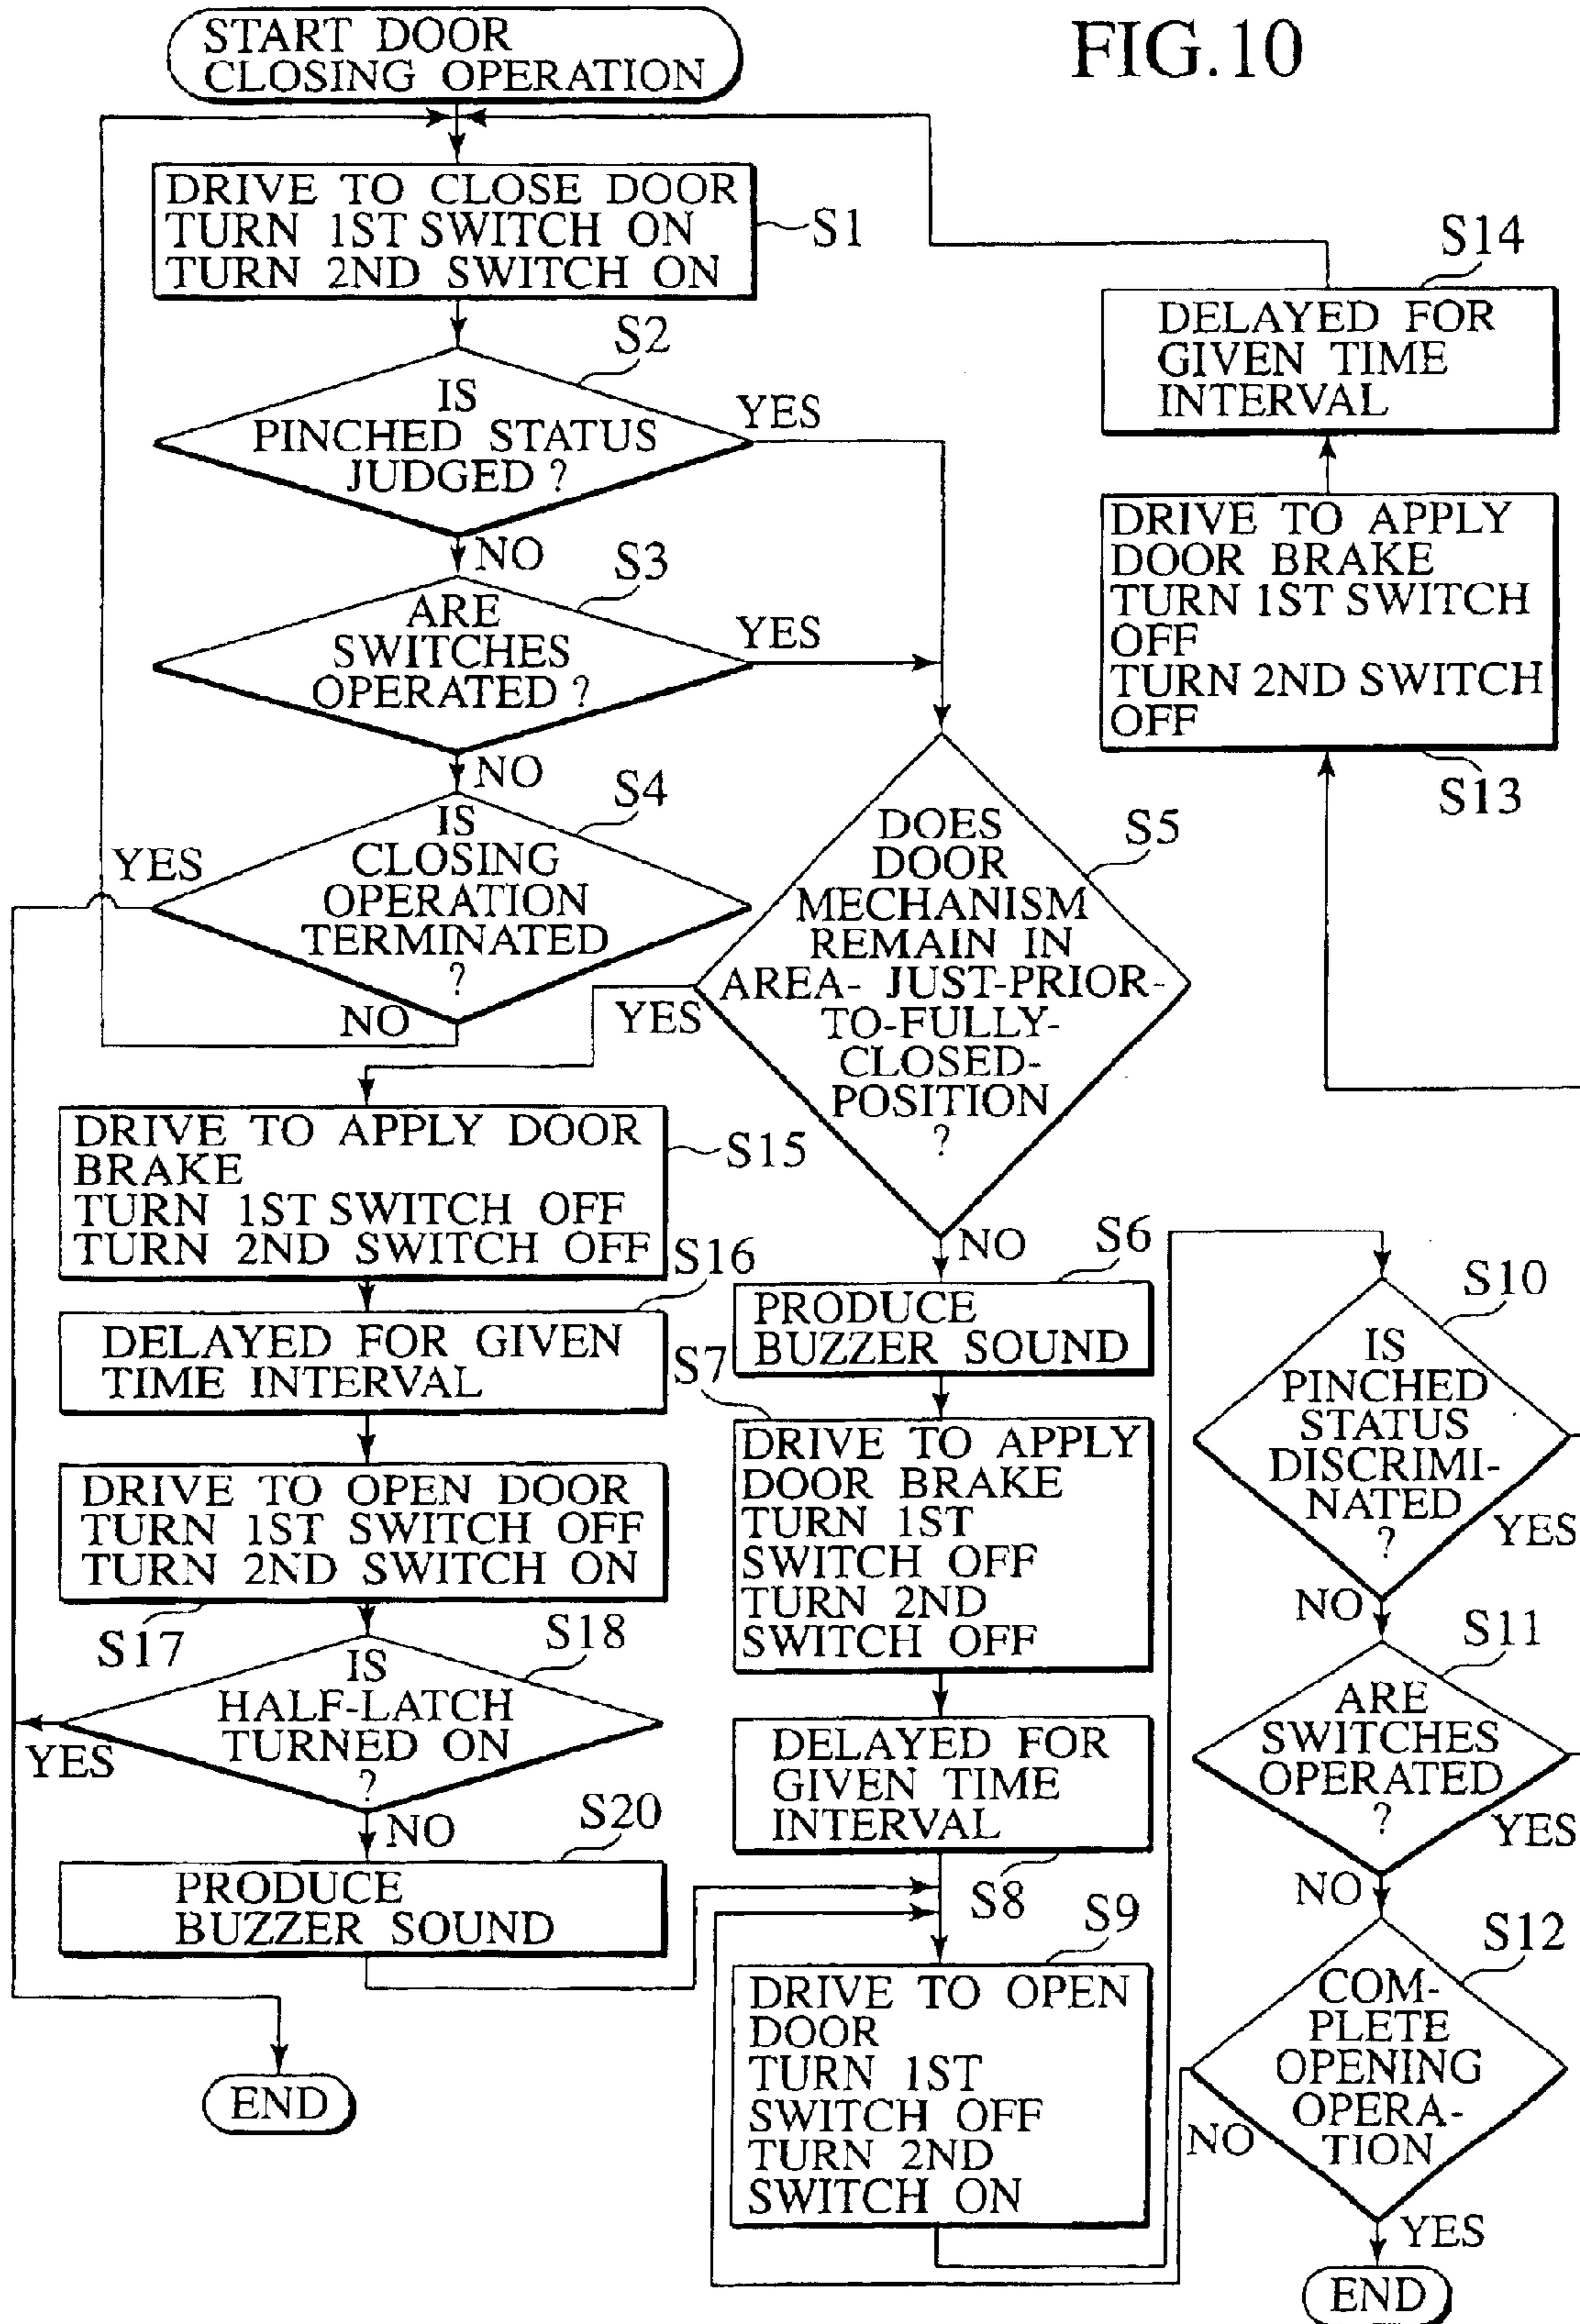 FIG.10
START DOOR
CLOSING OPERATION
DRIVE TO CLOSE DOOR
TURN 1ST SWITCH ON
TURN 2ND SWITCH ON
S1
S2
IS
PINCHED STATUS
JUDGED ?
YES
NO
S3
ARE
SWITCHES
OPERATED ?
YES
NO
S4
IS
CLOSING
OPERATION
TERMINATED
?
YES
NO
S5
DOES
DOOR
MECHANISM
REMAIN IN
AREA- JUST-PRIOR-
TO-FULLY-
CLOSED-
POSITION
?
YES
NO
S14
DELAYED FOR
GIVEN TIME
INTERVAL
DRIVE TO APPLY
DOOR BRAKE
TURN 1ST SWITCH
OFF
TURN 2ND SWITCH
OFF
S13
DRIVE TO APPLY DOOR
BRAKE
TURN 1ST SWITCH OFF
TURN 2ND SWITCH OFF
S15
S16
DELAYED FOR GIVEN
TIME INTERVAL
DRIVE TO OPEN DOOR
TURN 1ST SWITCH OFF
TURN 2ND SWITCH ON
S17
S18
IS
HALF-LATCH
TURNED ON
?
YES
NO
S20
PRODUCE
BUZZER SOUND
END
S6
PRODUCE
BUZZER SOUND
S7
DRIVE TO APPLY
DOOR BRAKE
TURN 1ST
SWITCH OFF
TURN 2ND
SWITCH OFF
DELAYED FOR
GIVEN TIME
INTERVAL
S8
S9
DRIVE TO OPEN
DOOR
TURN 1ST
SWITCH OFF
TURN 2ND
SWITCH ON
S10
IS
PINCHED
STATUS
DISCRIMI-
NATED
?
YES
NO
S11
ARE
SWITCHES
OPERATED
?
YES
NO
S12
COM-
PLETE
OPENING
OPERA-
TION
NO
YES
END